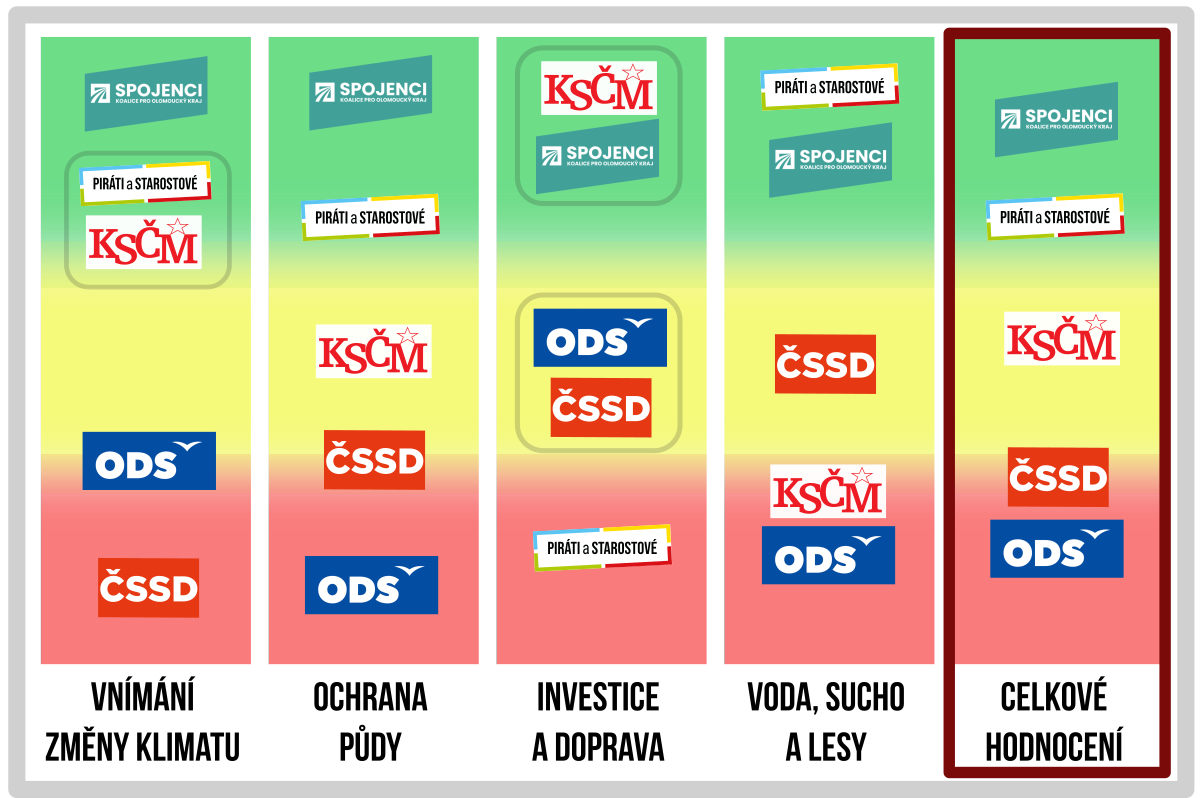 SPOJENCI
KOALICE PRO OLOMOUCKÝ KRAJ
PIRÁTI a STAROSTOVÉ
KSČM
ODS
ČSSD
VNÍMÁNÍ
ZMĚNY KLIMATU
SPOJENCI
KOALICE PRO OLOMOUCKÝ KRAJ
PIRÁTI a STAROSTOVÉ
KSČM
ČSSD
ODS
OCHRANA
PŮDY
KSČM
SPOJENCI
KOALICE PRO OLOMOUCKÝ KRAJ
ODS
ČSSD
PIRÁTI a STAROSTOVÉ
INVESTICE
A DOPRAVA
PIRÁTI a STAROSTOVÉ
SPOJENCI
KOALICE PRO OLOMOUCKÝ KRAJ
ČSSD
KSČM
ODS
VODA, SUCHO
A LESY
SPOJENCI
KOALICE PRO OLOMOUCKÝ KRAJ
PIRÁTI a STAROSTOVÉ
KSČM
ČSSD
ODS
CELKOVÉ
HODNOCENÍ